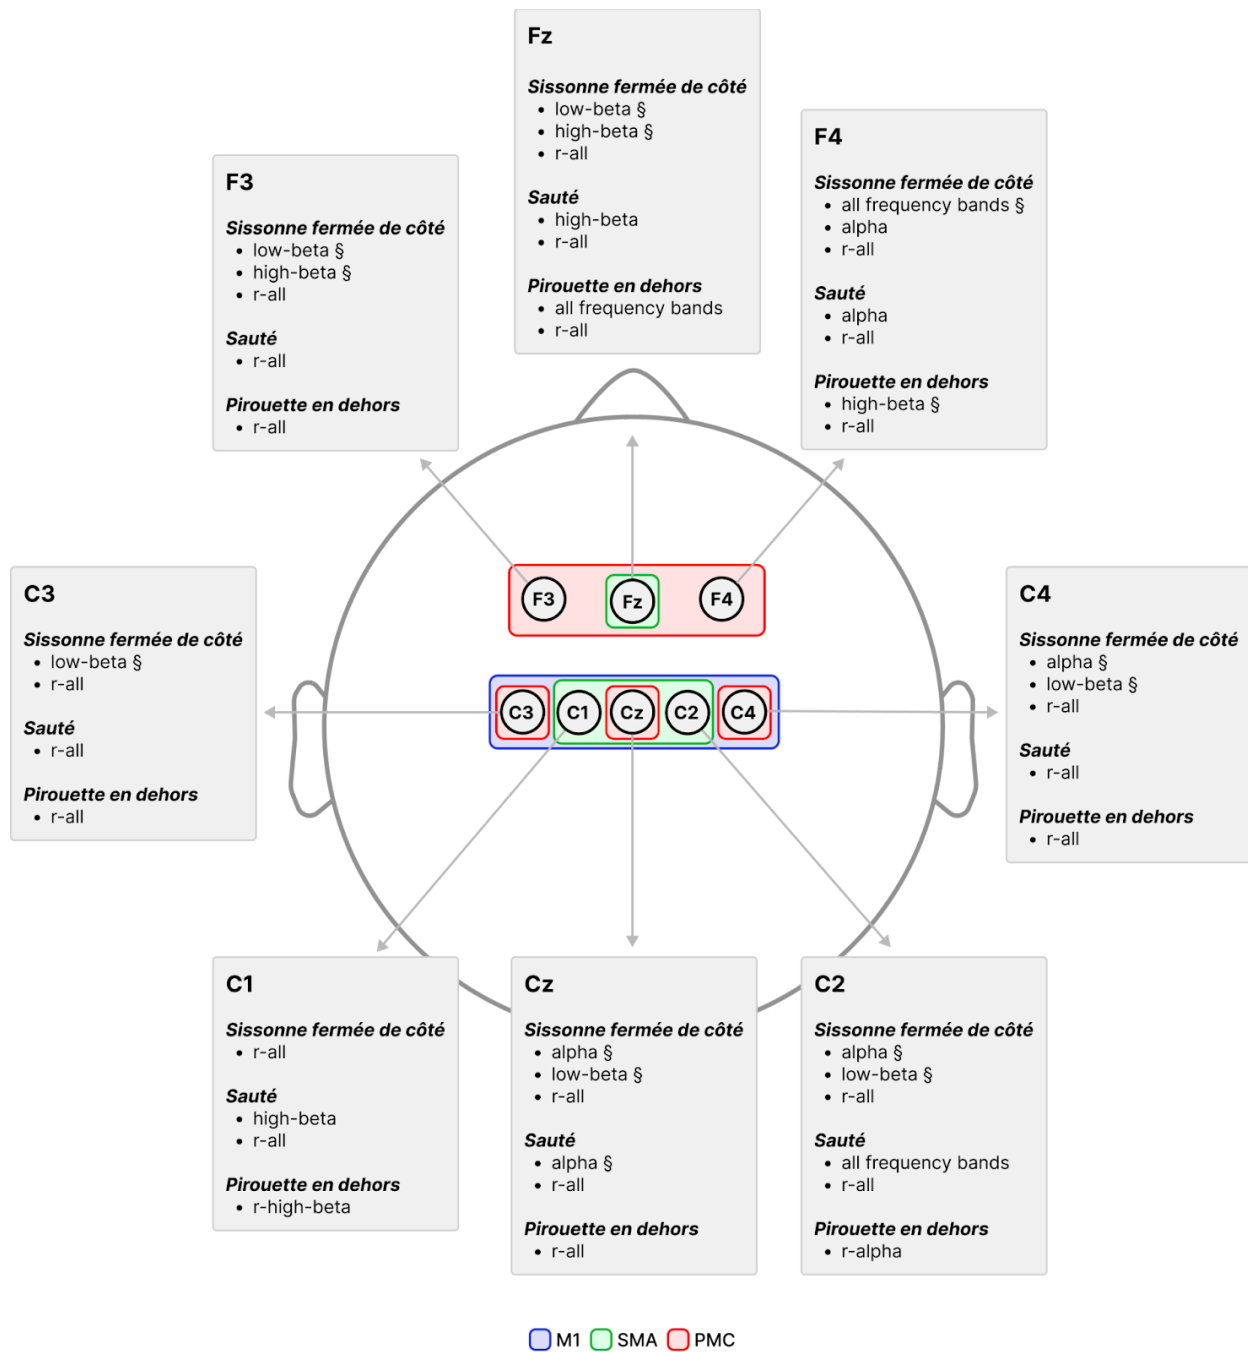 Fz
Sissonne fermée de côté
• low-beta §
• high-beta §
• r-all
Sauté
• high-beta
• r-all
Pirouette en dehors
• all frequency bands
• r-all
F4
Sissonne fermée de côté
• all frequency bands §
• alpha
• r-all
Sauté
• alpha
• r-all
Pirouette en dehors
• high-beta §
• r-all
F3
Sissonne fermée de côté
• low-beta §
• high-beta §
• r-all
Sauté
• r-all
Pirouette en dehors
• r-all
F3 Fz F4
C3
Sissonne fermée de côté
• low-beta §
• r-all
Sauté
• r-all
Pirouette en dehors
• r-all
C3 C1 Cz C2 C4
C4
Sissonne fermée de côté
• alpha §
• low-beta §
• r-all
Sauté
• r-all
Pirouette en dehors
• r-all
C1
Sissonne fermée de côté
• r-all
Sauté
• high-beta
• r-all
Pirouette en dehors
• r-high-beta
Cz
Sissonne fermée de côté
• alpha §
• low-beta §
• r-all
Sauté
• alpha §
• r-all
Pirouette en dehors
• r-all
C2
Sissonne fermée de côté
• alpha §
• low-beta §
• r-all
Sauté
• all frequency bands
• r-all
Pirouette en dehors
• r-alpha
M1 SMA PMC